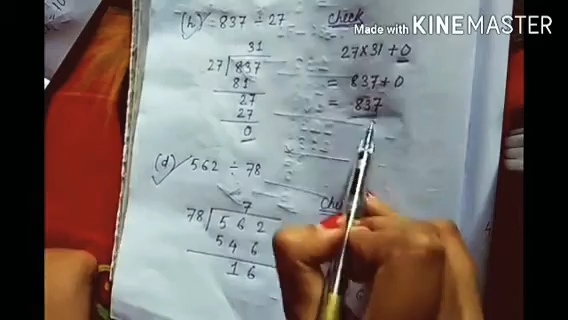 Made with KINEMASTER
(h) 837 ÷ 27
Check
31
27 837
27 × 31 + 0
81
= 837 + 0
27
= 837
27
0
(d) 562 ÷ 78
7
78 562
546
16